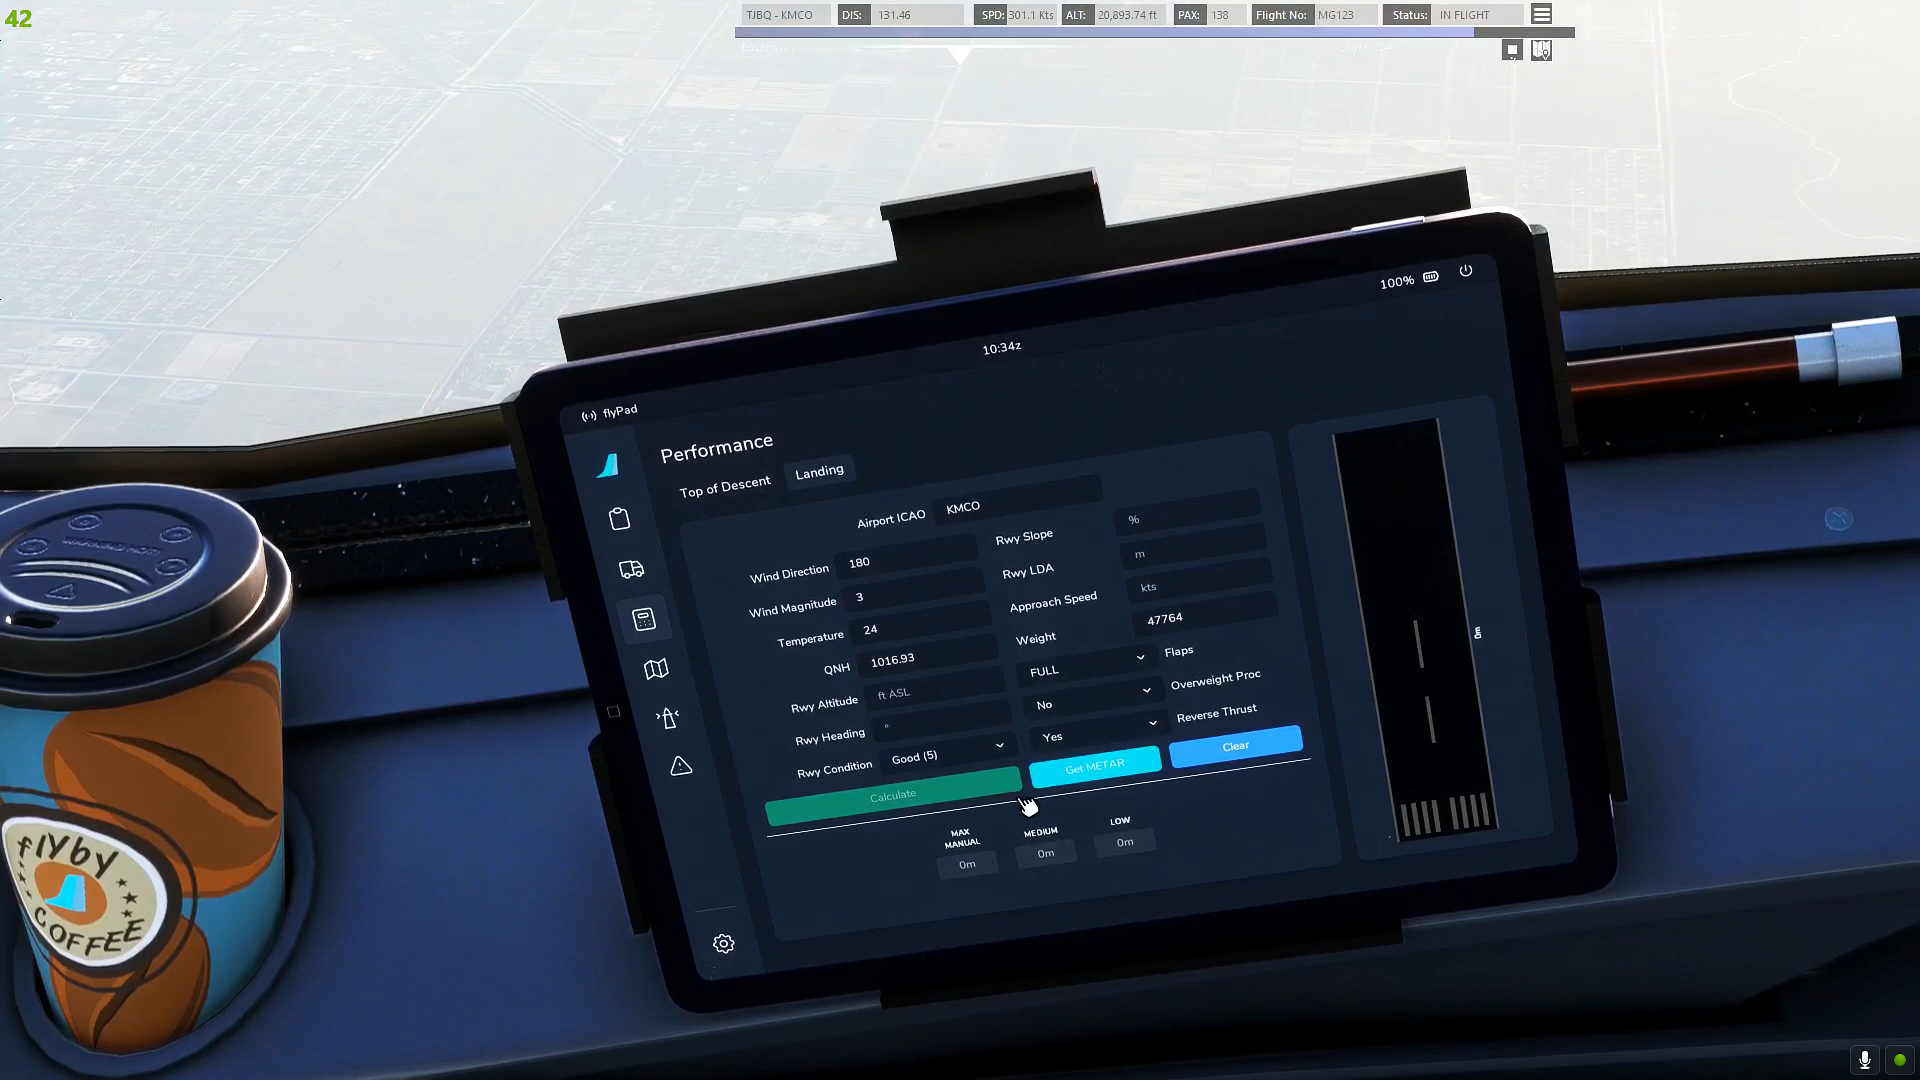 42
TJBQ - KMCO DIS: 131.46 SPD: 301.1 Kts ALT: 20,893.74 ft PAX: 138 Flight No: MG123 Status: IN FLIGHT
100%
10:34z
flyPad
Performance
Top of Descent Landing
Airport ICAO KMCO
Wind Direction 180
Rwy Slope %
Wind Magnitude 3
Rwy LDA m
Temperature 24
Approach Speed kts
QNH 1016.93
Weight 47764
Rwy Altitude ft ASL
FULL Flaps
Rwy Heading °
No Overweight Proc
Rwy Condition Good (5)
Yes Reverse Thrust
Calculate Get METAR Clear
MAX MANUAL MEDIUM LOW
0m 0m 0m
0m
flyby
COFFEE